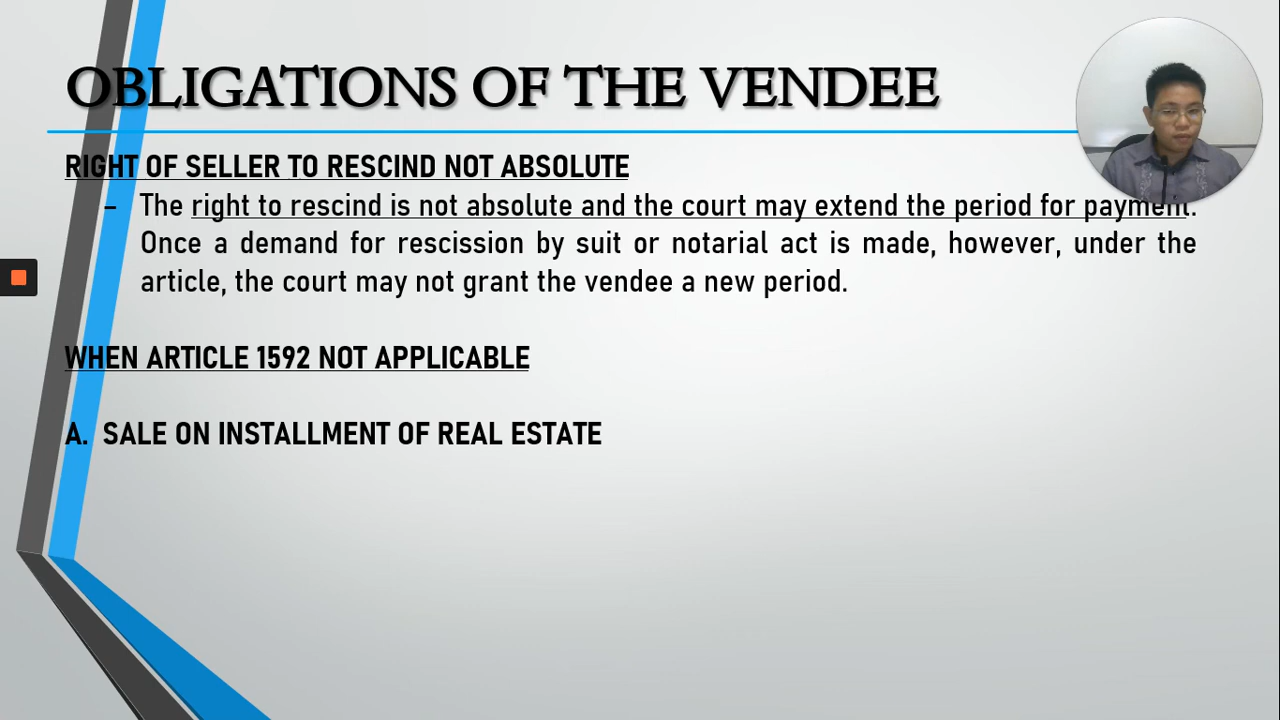 OBLIGATIONS OF THE VENDEE
RIGHT OF SELLER TO RESCIND NOT ABSOLUTE
– The right to rescind is not absolute and the court may extend the period for payment.
Once a demand for rescission by suit or notarial act is made, however, under the
article, the court may not grant the vendee a new period.
WHEN ARTICLE 1592 NOT APPLICABLE
A. SALE ON INSTALLMENT OF REAL ESTATE